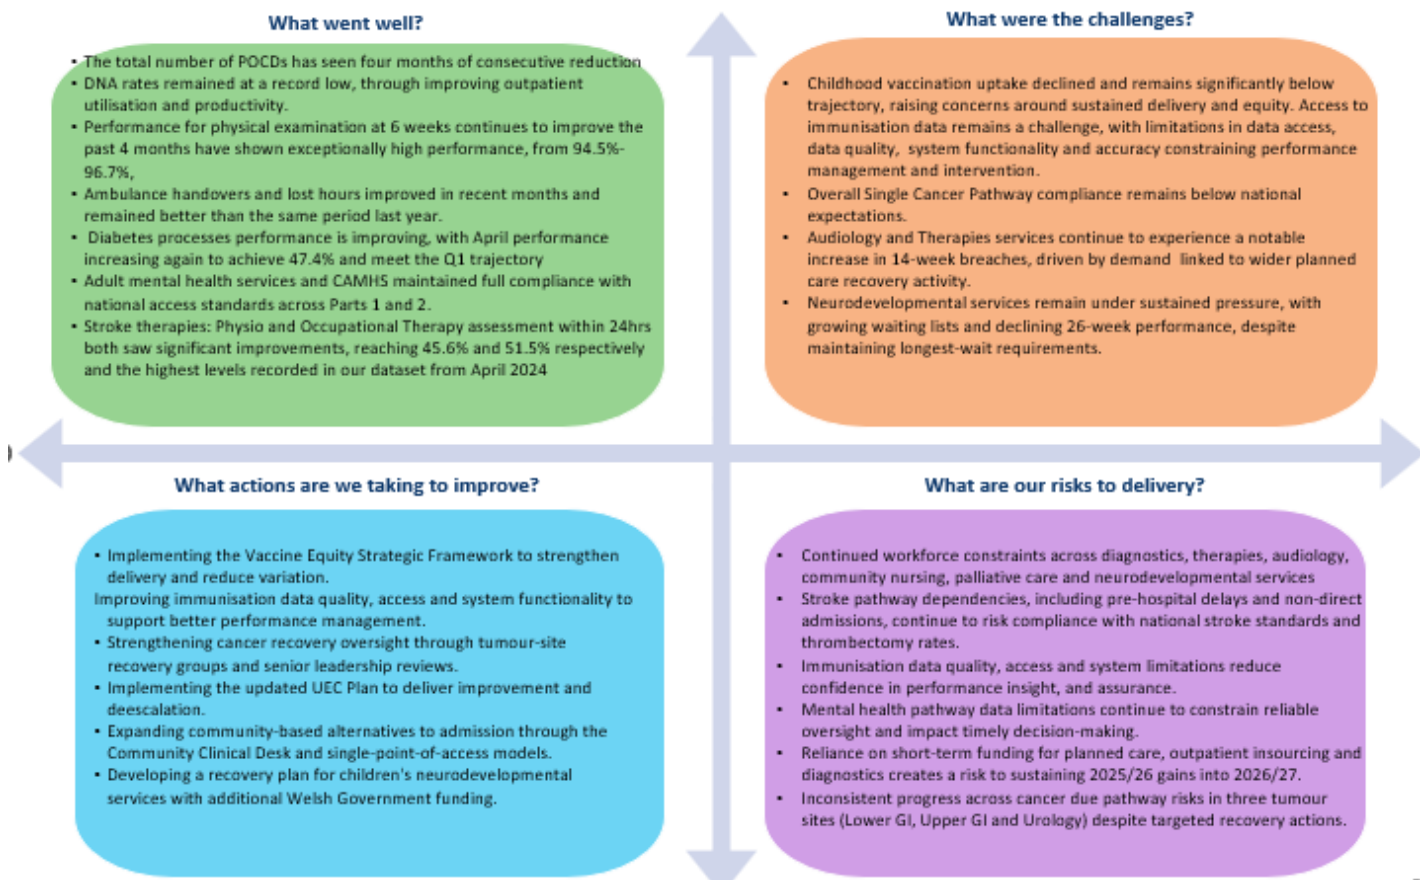 What went well?
▪ The total number of POCDs has seen four months of consecutive reduction
▪ DNA rates remained at a record low, through improving outpatient
utilisation and productivity.
▪ Performance for physical examination at 6 weeks continues to improve the
past 4 months have shown exceptionally high performance, from 94.5%-
96.7%,
▪ Ambulance handovers and lost hours improved in recent months and
remained better than the same period last year.
▪ Diabetes processes performance is improving, with April performance
increasing again to achieve 47.4% and meet the Q1 trajectory
▪ Adult mental health services and CAMHS maintained full compliance with
national access standards across Parts 1 and 2.
▪ Stroke therapies: Physio and Occupational Therapy assessment within 24hrs
both saw significant improvements, reaching 45.6% and 51.5% respectively
and the highest levels recorded in our dataset from April 2024
What were the challenges?
▪ Childhood vaccination uptake declined and remains significantly below
trajectory, raising concerns around sustained delivery and equity. Access to
immunisation data remains a challenge, with limitations in data access,
data quality, system functionality and accuracy constraining performance
management and intervention.
▪ Overall Single Cancer Pathway compliance remains below national
expectations.
▪ Audiology and Therapies services continue to experience a notable
increase in 14-week breaches, driven by demand linked to wider planned
care recovery activity.
▪ Neurodevelopmental services remain under sustained pressure, with
growing waiting lists and declining 26-week performance, despite
maintaining longest-wait requirements.
What actions are we taking to improve?
▪ Implementing the Vaccine Equity Strategic Framework to strengthen
delivery and reduce variation.
Improving immunisation data quality, access and system functionality to
support better performance management.
▪ Strengthening cancer recovery oversight through tumour-site
recovery groups and senior leadership reviews.
▪ Implementing the updated UEC Plan to deliver improvement and
deescalation.
▪ Expanding community-based alternatives to admission through the
Community Clinical Desk and single-point-of-access models.
▪ Developing a recovery plan for children's neurodevelopmental
services with additional Welsh Government funding.
What are our risks to delivery?
▪ Continued workforce constraints across diagnostics, therapies, audiology,
community nursing, palliative care and neurodevelopmental services
▪ Stroke pathway dependencies, including pre-hospital delays and non-direct
admissions, continue to risk compliance with national stroke standards and
thrombectomy rates.
▪ Immunisation data quality, access and system limitations reduce
confidence in performance insight, and assurance.
▪ Mental health pathway data limitations continue to constrain reliable
oversight and impact timely decision-making.
▪ Reliance on short-term funding for planned care, outpatient insourcing and
diagnostics creates a risk to sustaining 2025/26 gains into 2026/27.
▪ Inconsistent progress across cancer due pathway risks in three tumour
sites (Lower GI, Upper GI and Urology) despite targeted recovery actions.